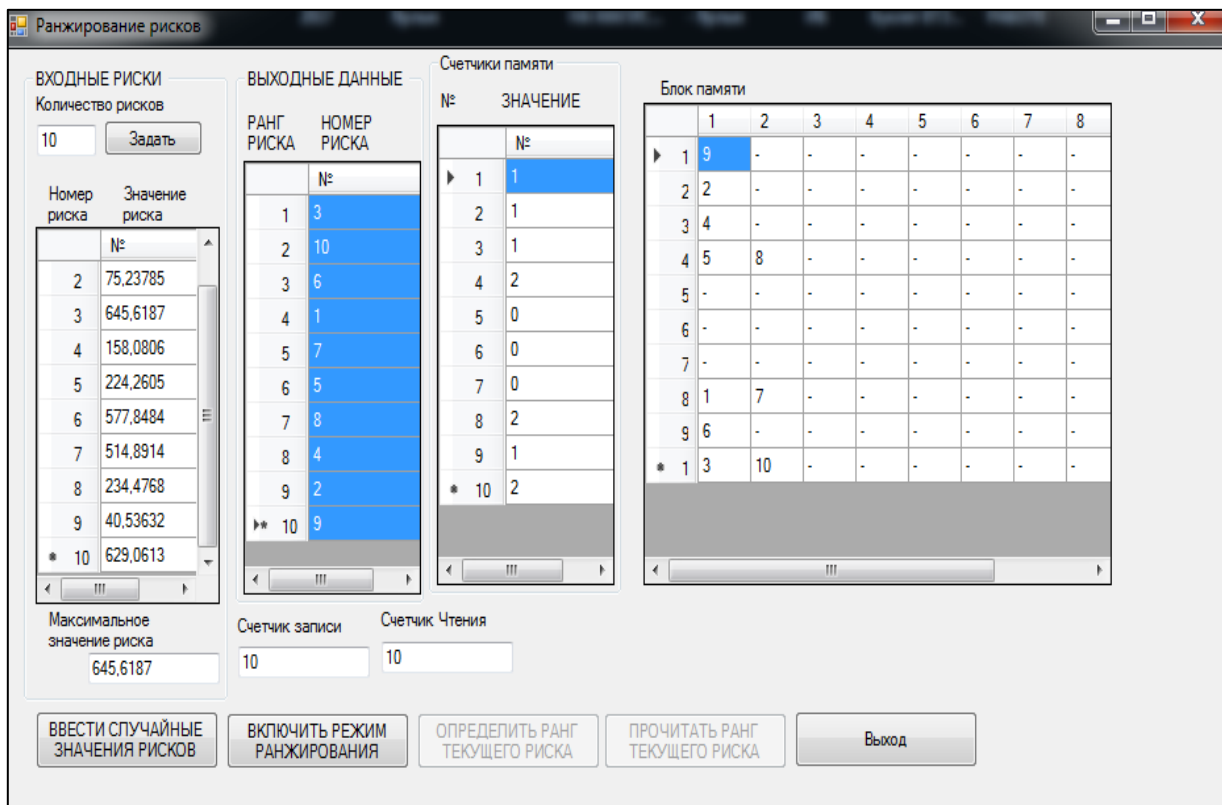 Ранжирование рисков
ВХОДНЫЕ РИСКИ
Количество рисков
10 Задать
Номер риска Значение риска
№
2 75,23785
3 645,6187
4 158,0806
5 224,2605
6 577,8484
7 514,8914
8 234,4768
9 40,53632
* 10 629,0613
Максимальное
значение риска
645,6187
ВЫХОДНЫЕ ДАННЫЕ
РАНГ РИСКА НОМЕР РИСКА
№
1 3
2 10
3 6
4 1
5 7
6 5
7 8
8 4
9 2
* 10 9
Счетчик записи
10
Счетчик Чтения
10
Счетчики памяти
№ ЗНАЧЕНИЕ
№
1 1
2 1
3 1
4 2
5 0
6 0
7 0
8 2
9 1
* 10 2
Блок памяти
1 2 3 4 5 6 7 8
1 9 - - - - - - -
2 2 - - - - - - -
3 4 - - - - - - -
4 5 8 - - - - - -
5 - - - - - - - -
6 - - - - - - - -
7 - - - - - - - -
8 1 7 - - - - - -
9 6 - - - - - - -
* 1 3 10 - - - - - -
ВВЕСТИ СЛУЧАЙНЫЕ
ЗНАЧЕНИЯ РИСКОВ
ВКЛЮЧИТЬ РЕЖИМ
РАНЖИРОВАНИЯ
ОПРЕДЕЛИТЬ РАНГ
ТЕКУЩЕГО РИСКА
ПРОЧИТАТЬ РАНГ
ТЕКУЩЕГО РИСКА
Выход